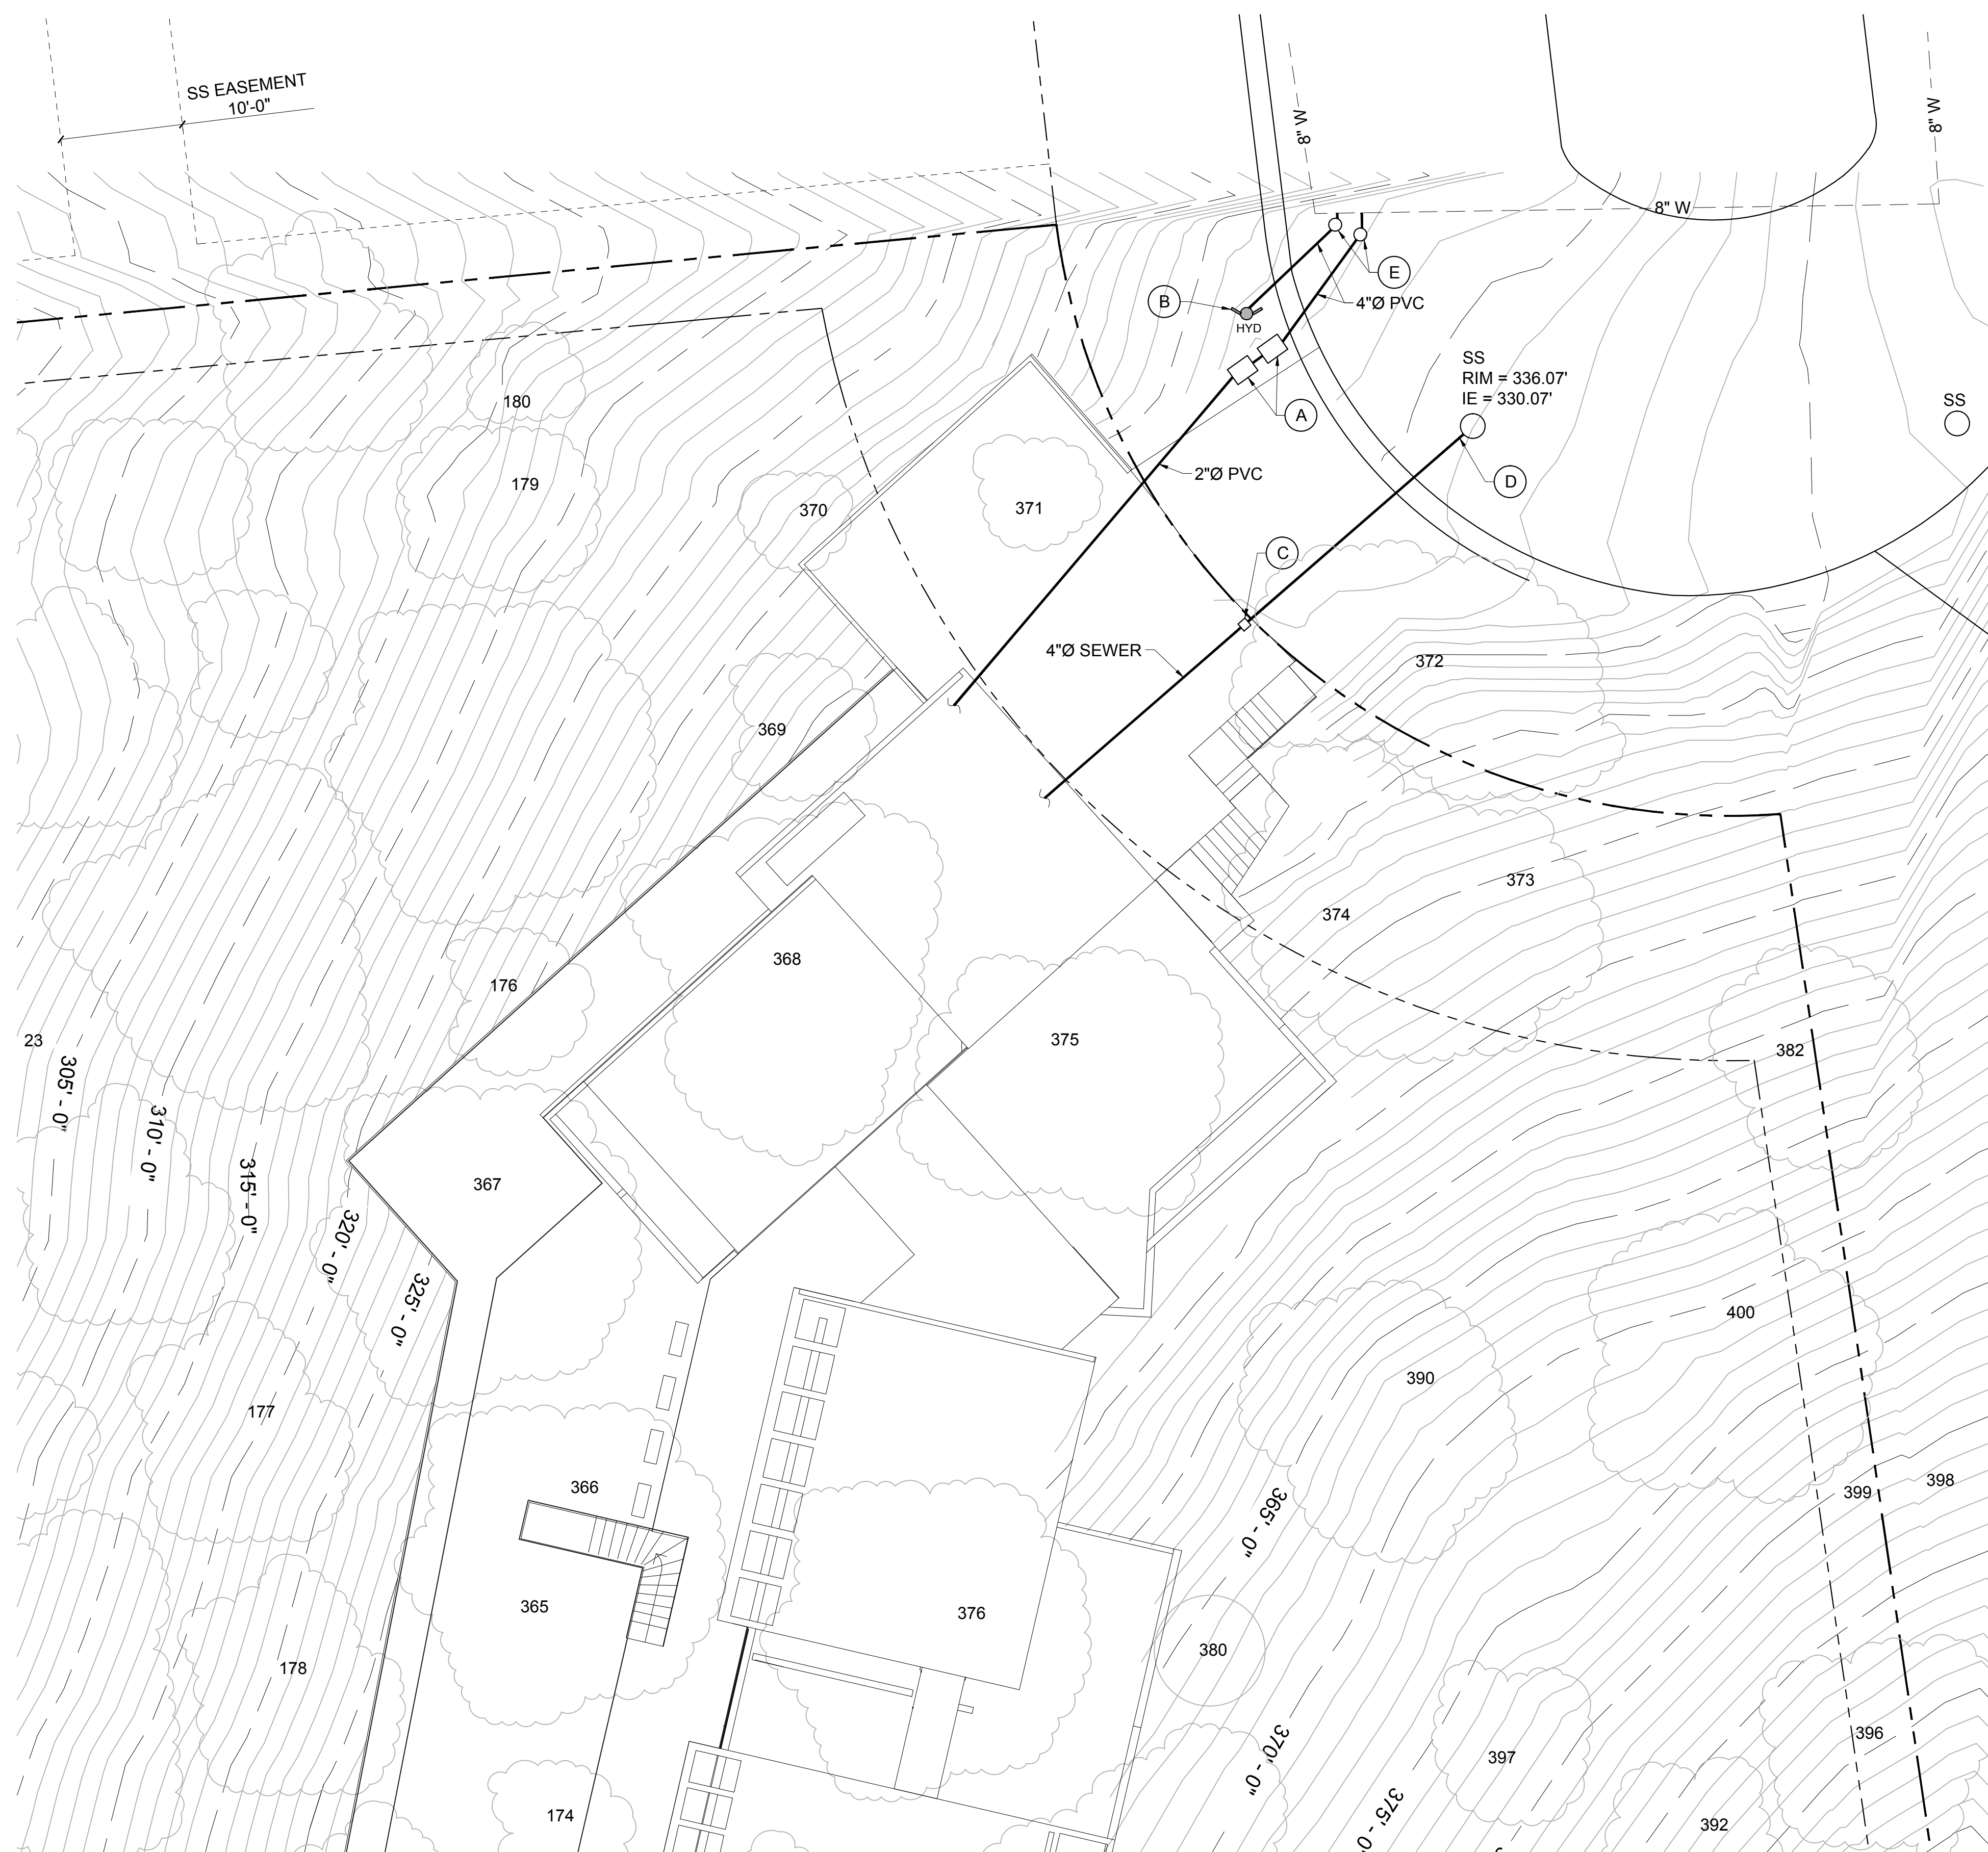 SS EASEMENT
10'-0"
8" W
8" W
8" W
E
B
HYD
4"Ø PVC
SS
RIM = 336.07'
IE = 330.07'
SS
A
180
2"Ø PVC
D
179
370
371
C
4"Ø SEWER
372
369
373
374
368
176
375
23
382
305' - 0"
310' - 0"
315' - 0"
367
320' - 0"
325' - 0"
400
390
177
366
399
398
365' - 0"
365
376
380
178
396
370' - 0"
397
375' - 0"
174
392